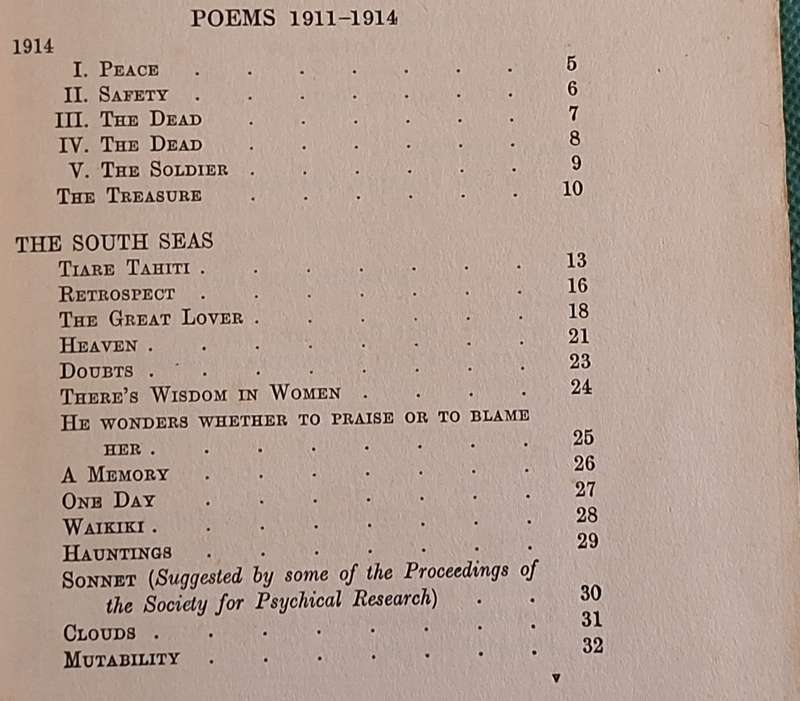 POEMS 1911–1914
1914
I. Peace . . . . . . . 5
II. Safety . . . . . . . 6
III. The Dead . . . . . . 7
IV. The Dead . . . . . . 8
V. The Soldier . . . . . . 9
The Treasure . . . . . . 10
THE SOUTH SEAS
Tiare Tahiti . . . . . . . 13
Retrospect . . . . . . . 16
The Great Lover . . . . . . 18
Heaven . . . . . . . . 21
Doubts . . . . . . . . 23
There's Wisdom in Women . . . . 24
He wonders whether to praise or to blame
her . . . . . . . . 25
A Memory . . . . . . . 26
One Day . . . . . . . 27
Waikiki . . . . . . . . 28
Hauntings . . . . . . . 29
Sonnet (Suggested by some of the Proceedings of
the Society for Psychical Research) . . 30
Clouds . . . . . . . . 31
Mutability . . . . . . . 32
v